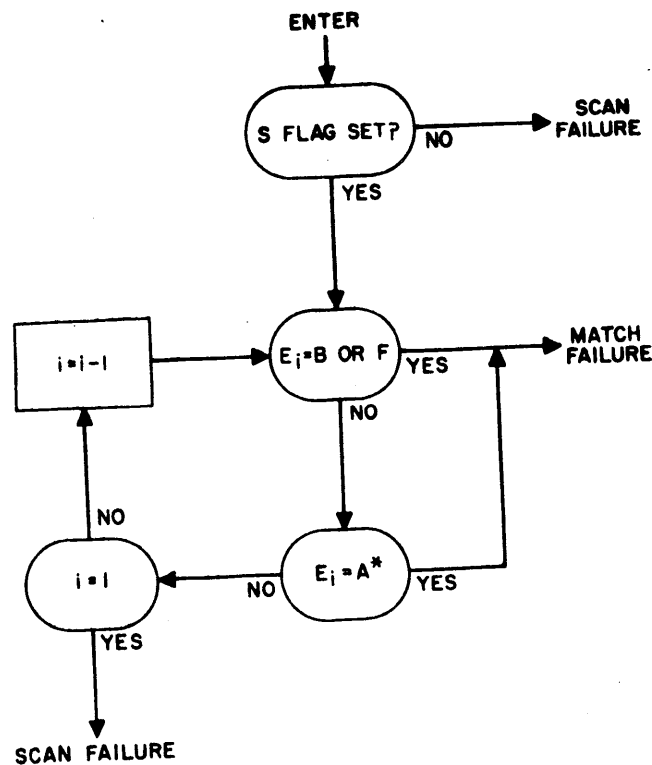 ENTER
S FLAG SET?
NO
SCAN
FAILURE
YES
i=i-1
Ei=B OR F
YES
MATCH
FAILURE
NO
NO
i=1
NO
Ei=A*
YES
YES
SCAN FAILURE